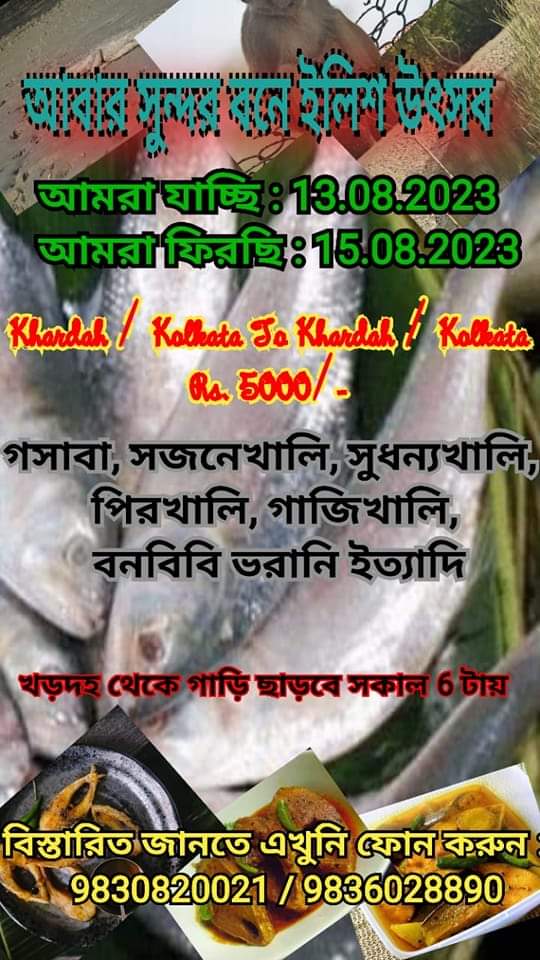 আবার সুন্দর বনে ইলিশ উৎসব
আমরা যাচ্ছি : 13.08.2023
আমরা ফিরছি : 15.08.2023
Khardah / Kolkata To Khardah / Kolkata
Rs. 5000/-
গসাবা, সজনেখালি, সুধন্যখালি,
পিরখালি, গাজিখালি,
বনবিবি ভরানি ইত্যাদি
খড়দহ থেকে গাড়ি ছাড়বে সকাল 6 টায়
বিস্তারিত জানতে এখুনি ফোন করুন :
9830820021 / 9836028890